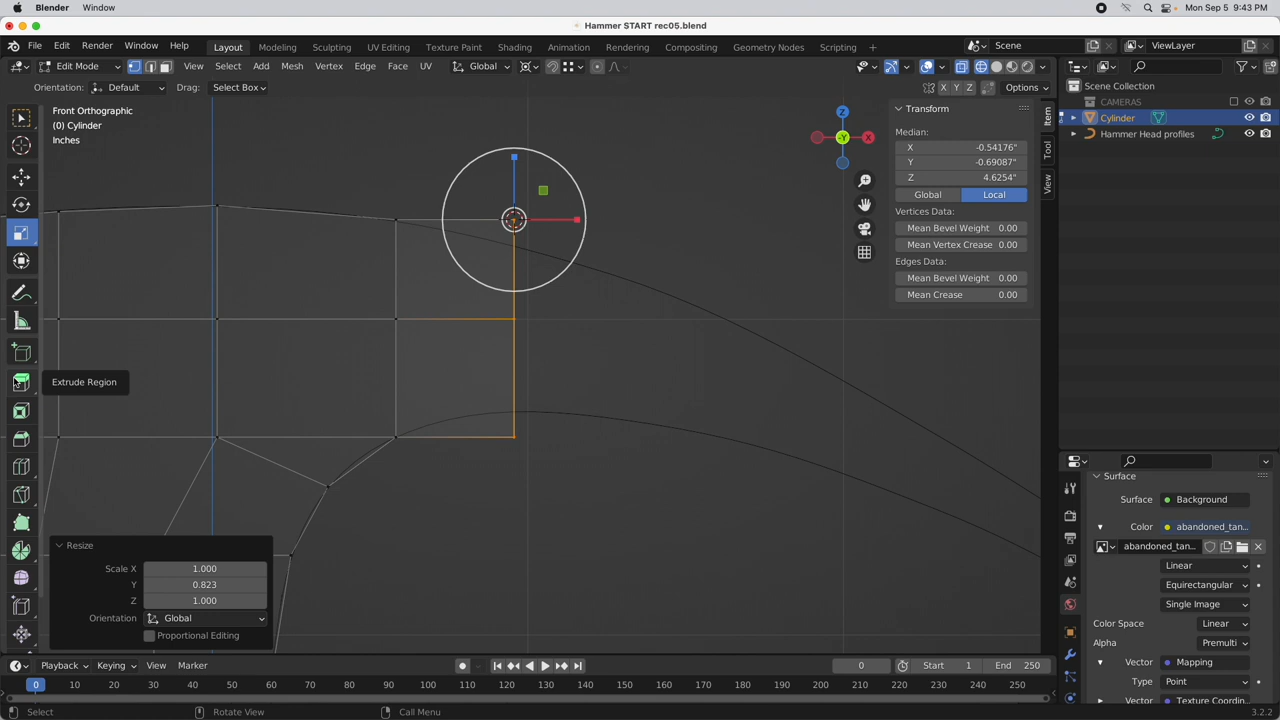 Blender Window Mon Sep 5 9:43 PM
Hammer START rec05.blend
File Edit Render Window Help Layout Modeling Sculpting UV Editing Texture Paint Shading Animation Rendering Compositing Geometry Nodes Scripting + Scene ViewLayer
Edit Mode View Select Add Mesh Vertex Edge Face UV Global
Orientation: Default Drag: Select Box X Y Z Options
Scene Collection
CAMERAS
Cylinder
Hammer Head profiles
Front Orthographic
(0) Cylinder
Inches
Z
X
-Y
Transform
Median:
X -0.54176"
Y -0.69087"
Z 4.6254"
Global Local
Vertices Data:
Mean Bevel Weight 0.00
Mean Vertex Crease 0.00
Edges Data:
Mean Bevel Weight 0.00
Mean Crease 0.00
Item
Tool
View
Extrude Region
Resize
Scale X 1.000
Y 0.823
Z 1.000
Orientation Global
Proportional Editing
Surface
Surface Background
Color abandoned_tan...
abandoned_tan...
Linear
Equirectangular
Single Image
Color Space Linear
Alpha Premulti
Vector Mapping
Type Point
Vector Texture Coordin...
Playback Keying View Marker 0 Start 1 End 250
0 10 20 30 40 50 60 70 80 90 100 110 120 130 140 150 160 170 180 190 200 210 220 230 240 250
Select Rotate View Call Menu 3.2.2